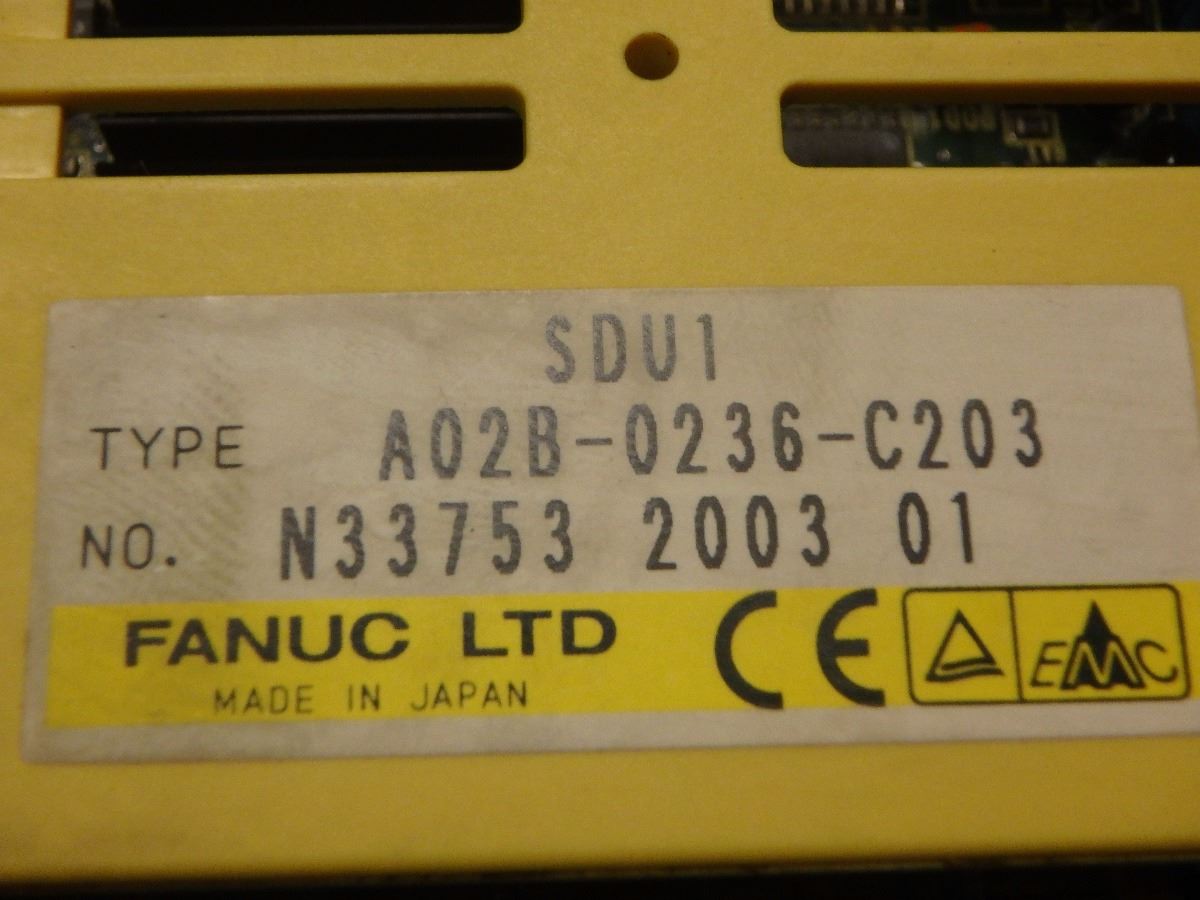 SDU1
TYPE A02B-0236-C203
NO. N33753 2003 01
FANUC LTD CE EMC
MADE IN JAPAN